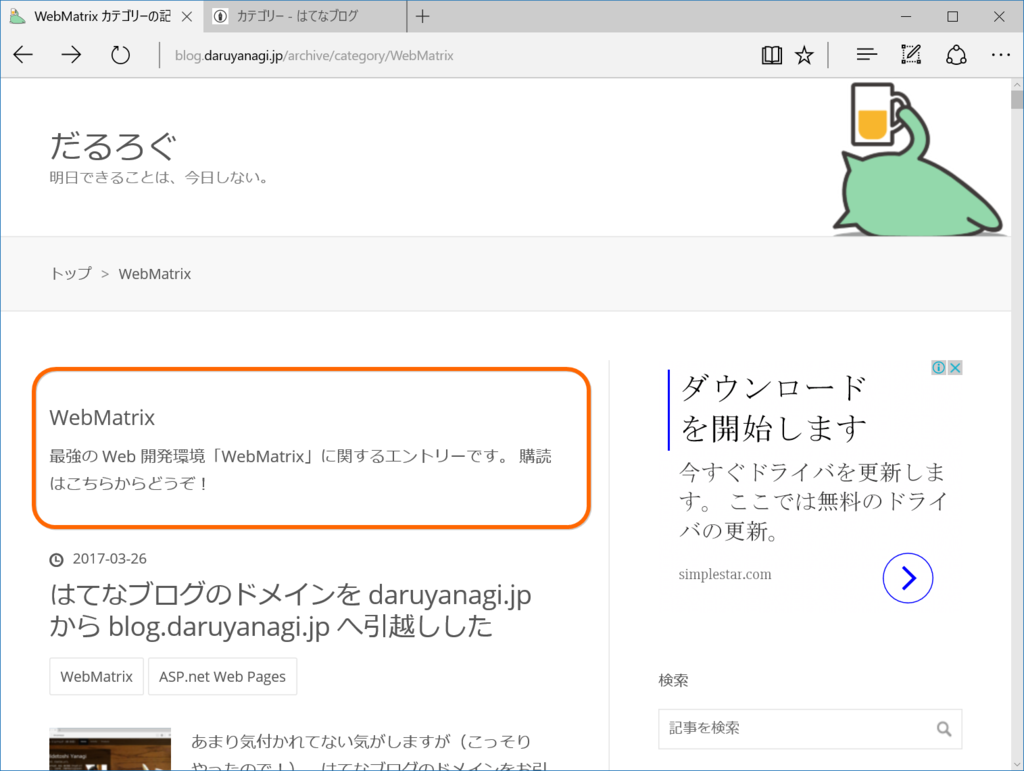 WebMatrix カテゴリーの記
カテゴリー - はてなブログ
blog.daruyanagi.jp/archive/category/WebMatrix
だるろぐ
明日できることは、今日しない。
トップ > WebMatrix
WebMatrix
最強の Web 開発環境「WebMatrix」に関するエントリーです。 購読
はこちらからどうぞ！
2017-03-26
はてなブログのドメインを daruyanagi.jp
から blog.daruyanagi.jp へ引越しした
WebMatrix
ASP.net Web Pages
あまり気付かれてない気がしますが（こっそり
やったので！）、はてなブログのドメインをお引
ダウンロード
を開始します
今すぐドライバを更新しま
す。 ここでは無料のドライ
バの更新。
simplestar.com
検索
記事を検索